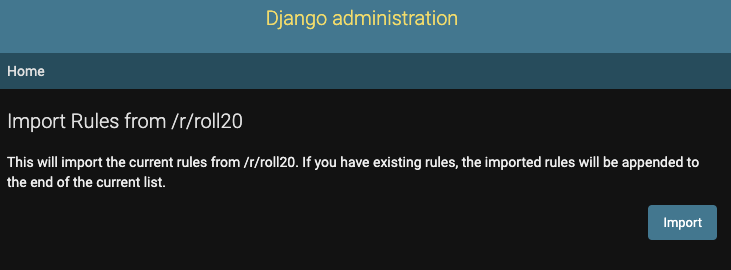 Django administration
Home
Import Rules from /r/roll20
This will import the current rules from /r/roll20. If you have existing rules, the imported rules will be appended to
the end of the current list.
Import